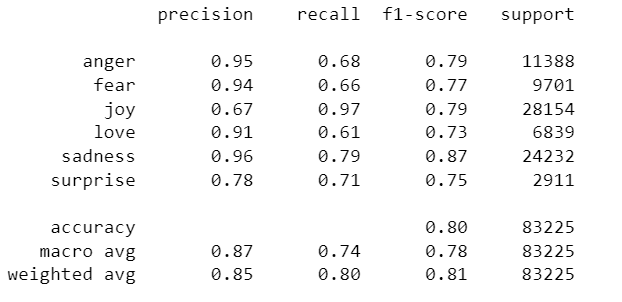 precision recall f1-score support
anger 0.95 0.68 0.79 11388
fear 0.94 0.66 0.77 9701
joy 0.67 0.97 0.79 28154
love 0.91 0.61 0.73 6839
sadness 0.96 0.79 0.87 24232
surprise 0.78 0.71 0.75 2911
accuracy 0.80 83225
macro avg 0.87 0.74 0.78 83225
weighted avg 0.85 0.80 0.81 83225